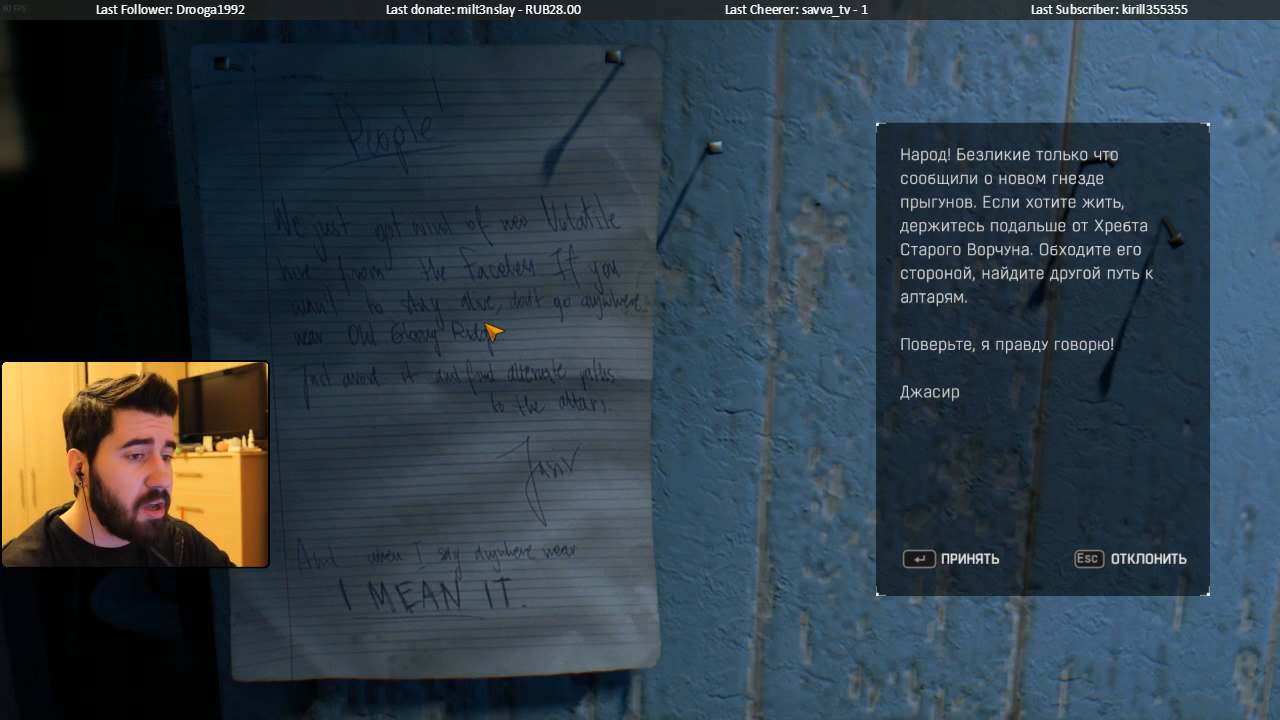 60 FPS
Last Follower: Drooga1992
Last donate: milt3nslay - RUB28.00
Last Cheerer: savva_tv - 1
Last Subscriber: kirill355355
People!
We just got wind of new Volatile
hive from the Faceless. If you
want to stay alive, don't go anywhere
near Old Ridge
Just avoid it and find alternate paths
to the altars.
Jasir
And when I say anywhere near
I MEAN IT.
Народ! Безликие только что
сообщили о новом гнезде
прыгунов. Если хотите жить,
держитесь подальше от Хребта
Старого Ворчуна. Обходите его
стороной, найдите другой путь к
алтарям.
Поверьте, я правду говорю!
Джасир
ПРИНЯТЬ
Esc ОТКЛОНИТЬ